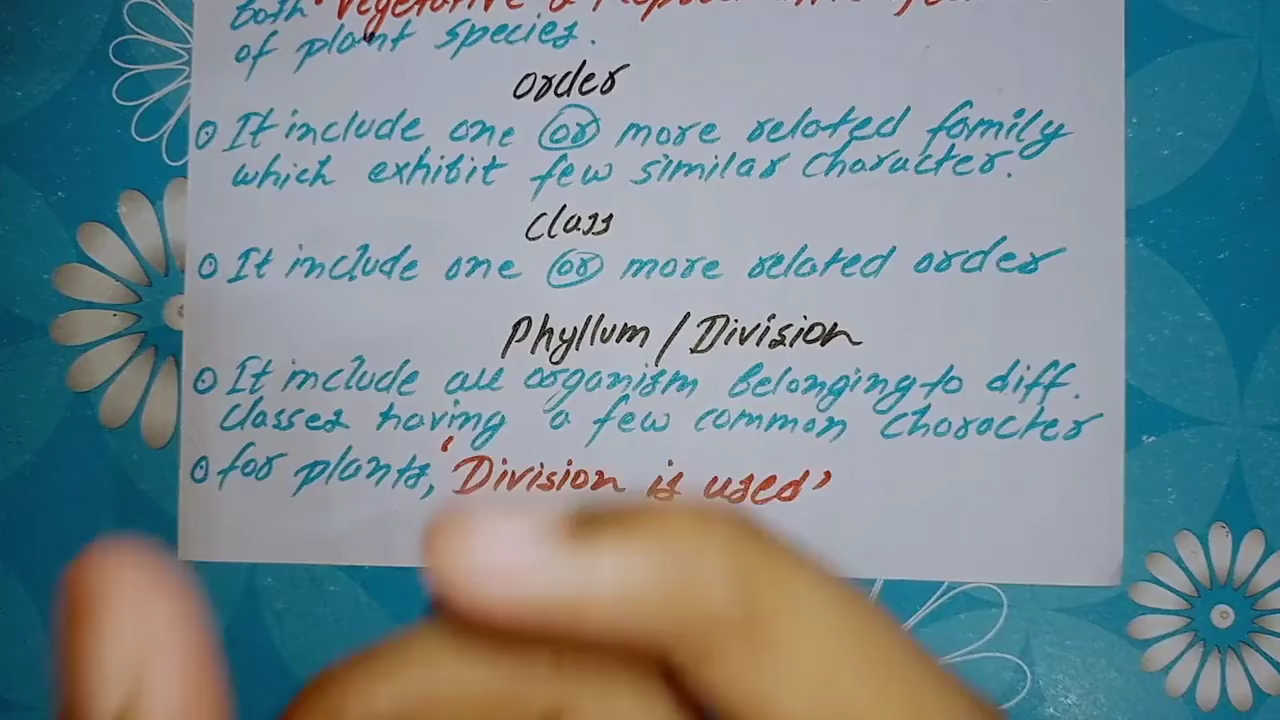 both 'Vegetative &
of plant species.
Order
It include one or more related family
which exhibit few similar character.
Class
It include one or more related order
Phyllum / Division
It include all organism belonging to diff.
classes having a few common character
for plants, 'Division is used'